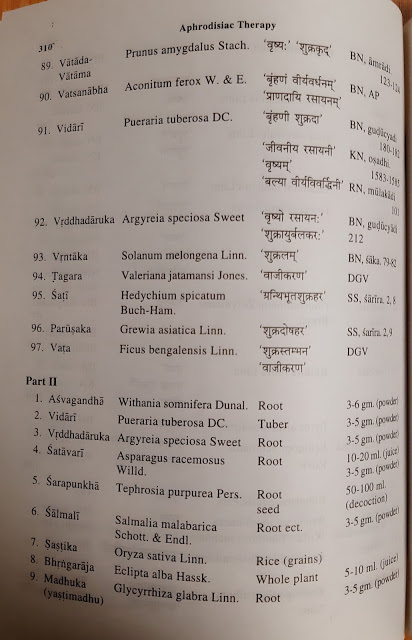 Aphrodisiac Therapy
310
89. Vātāda- Prunus amygdalus Stach. 'वृष्यः' 'शुक्रकृद्' BN, āmrādi
Vātāma 123-124
90. Vatsanābha Aconitum ferox W. & E. 'बृंहणं वीर्यवर्धनम्' BN, AP
'प्राणदायि रसायनम्'
91. Vidārī Pueraria tuberosa DC. 'बृंहणी शुक्रदा' BN, guḍūcyādi
180-182
'जीवनीय रसायनी' KN, oṣadhi
'वृष्यम्' 1583-1585
'बल्या वीर्यविवर्द्धिनी' RN, mūlakādi
101
92. Vṛddhadāruka Argyreia speciosa Sweet 'वृष्यो रसायनः' BN, guḍūcyādi
'शुक्रायुर्बलकरः' 212
93. Vṛntāka Solanum melongena Linn. 'शुक्रलम्' BN, śāka. 79-82
94. Ṭagara Valeriana jatamansi Jones. 'वाजीकरण' DGV
95. Śaṭī Hedychium spicatum 'ग्रन्थिभूतशुक्रहर' SS, śārīra. 2, 8
Buch-Ham.
96. Parūṣaka Grewia asiatica Linn. 'शुक्रदोषहर' SS, śarīra. 2,9
97. Vaṭa Ficus bengalensis Linn. 'शुक्रस्तम्भन' DGV
'वाजीकरण'
Part II
1. Aśvagandhā Withania somnifera Dunal. Root 3-6 gm. (powder)
2. Vidārī Pueraria tuberosa DC. Tuber 3-5 gm. (powder)
3. Vṛddhadāruka Argyreia speciosa Sweet Root 3-5 gm. (powder)
4. Śatāvarī Asparagus racemosus Root 10-20 ml. (juice)
Willd. 3-5 gm. (powder)
5. Śarapunkhā Tephrosia purpurea Pers. Root 50-100 ml.
seed (decoction)
6. Śālmalī Salmalia malabarica Root ect. 3-5 gm. (powder)
Schott. & Endl.
7. Ṣaṣṭika Oryza sativa Linn. Rice (grains)
8. Bhṛngarāja Eclipta alba Hassk. Whole plant 5-10 ml. (juice)
9. Madhuka Glycyrrhiza glabra Linn. Root 3-5 gm. (powder)
(yaṣṭimadhu)